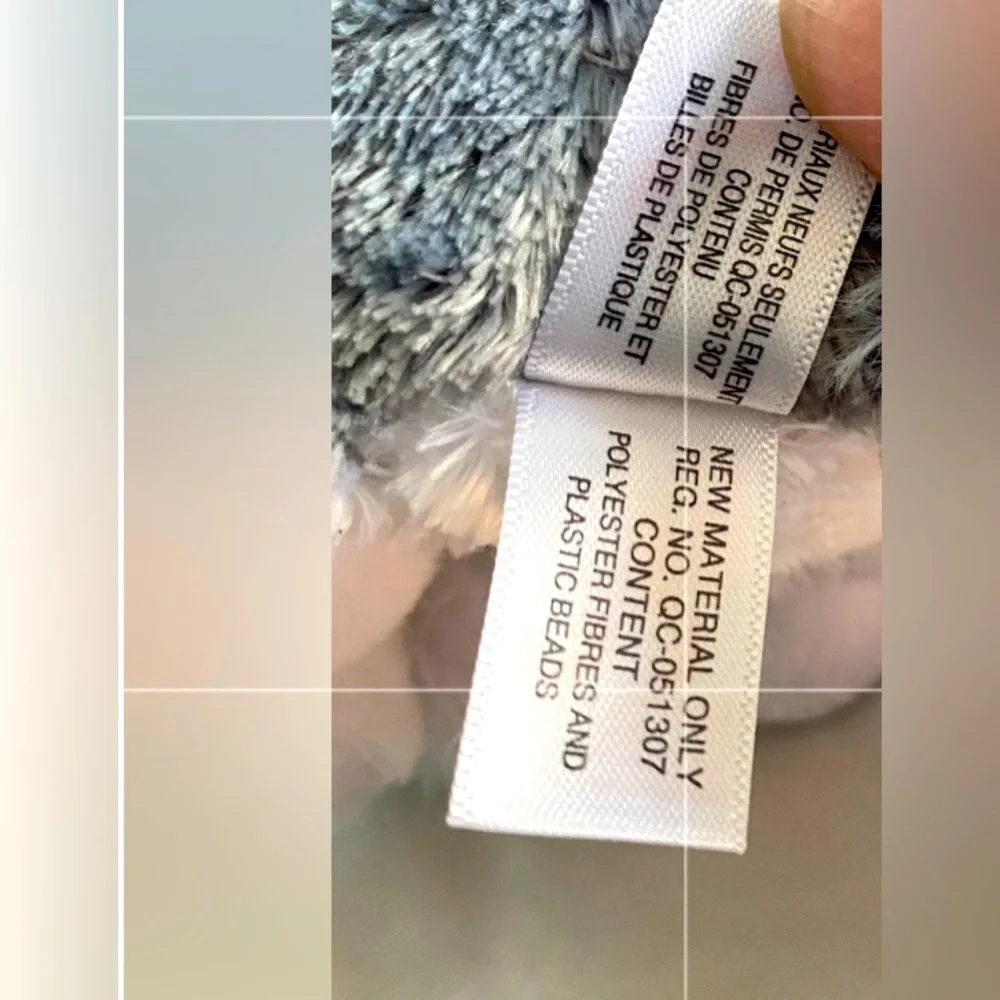 RIAUX NEUFS SEULEMENT
NO. DE PERMIS QC-051307
CONTENU
FIBRES DE POLYESTER ET
BILLES DE PLASTIQUE
NEW MATERIAL ONLY
REG. NO. QC-051307
CONTENT
POLYESTER FIBRES AND
PLASTIC BEADS